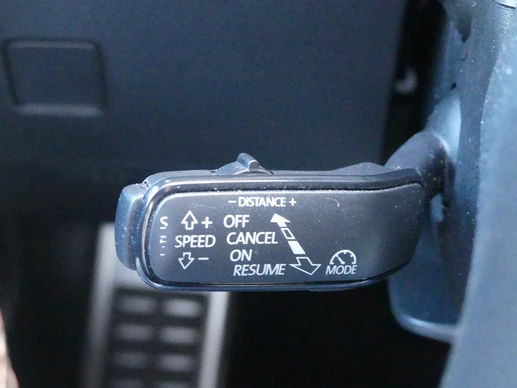 - DISTANCE +
+ OFF
SPEED CANCEL
- ON
RESUME MODE